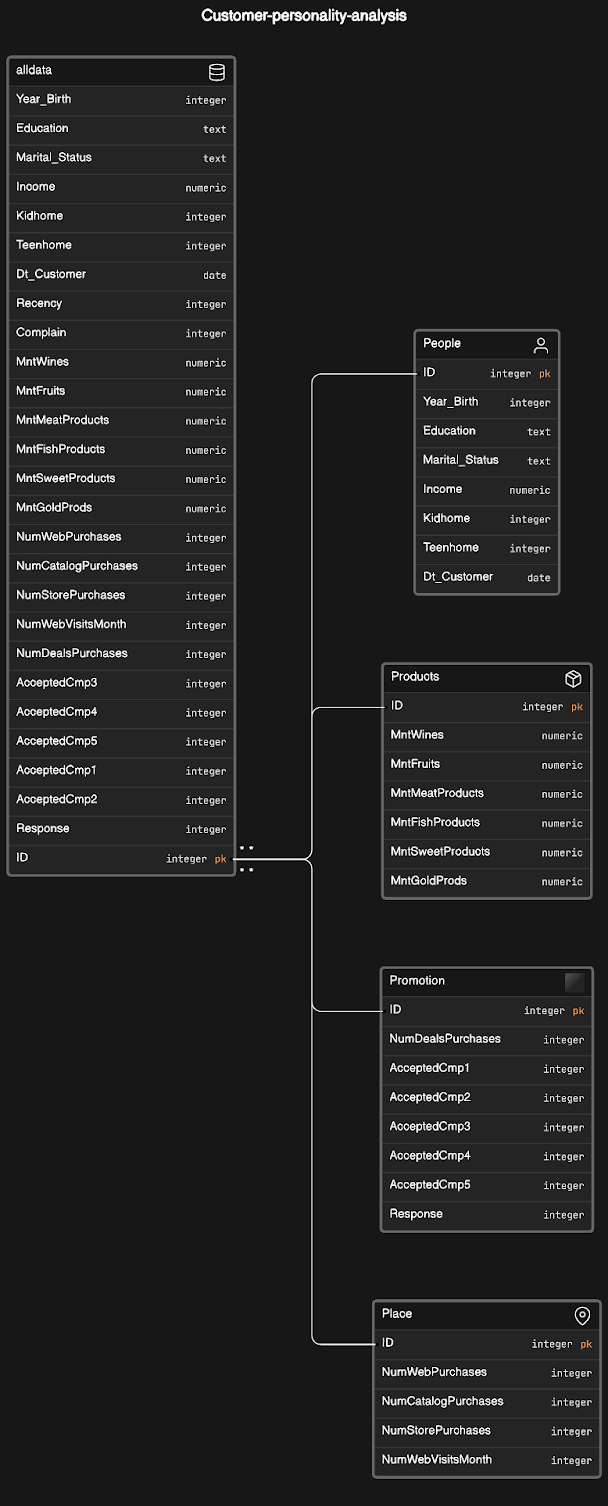 Customer-personality-analysis
alldata
Year_Birth integer
Education text
Marital_Status text
Income numeric
Kidhome integer
Teenhome integer
Dt_Customer date
Recency integer
Complain integer
MntWines numeric
MntFruits numeric
MntMeatProducts numeric
MntFishProducts numeric
MntSweetProducts numeric
MntGoldProds numeric
NumWebPurchases integer
NumCatalogPurchases integer
NumStorePurchases integer
NumWebVisitsMonth integer
NumDealsPurchases integer
AcceptedCmp3 integer
AcceptedCmp4 integer
AcceptedCmp5 integer
AcceptedCmp1 integer
AcceptedCmp2 integer
Response integer
ID integer pk
**
**
People
ID integer pk
Year_Birth integer
Education text
Marital_Status text
Income numeric
Kidhome integer
Teenhome integer
Dt_Customer date
Products
ID integer pk
MntWines numeric
MntFruits numeric
MntMeatProducts numeric
MntFishProducts numeric
MntSweetProducts numeric
MntGoldProds numeric
Promotion
ID integer pk
NumDealsPurchases integer
AcceptedCmp1 integer
AcceptedCmp2 integer
AcceptedCmp3 integer
AcceptedCmp4 integer
AcceptedCmp5 integer
Response integer
Place
ID integer pk
NumWebPurchases integer
NumCatalogPurchases integer
NumStorePurchases integer
NumWebVisitsMonth integer